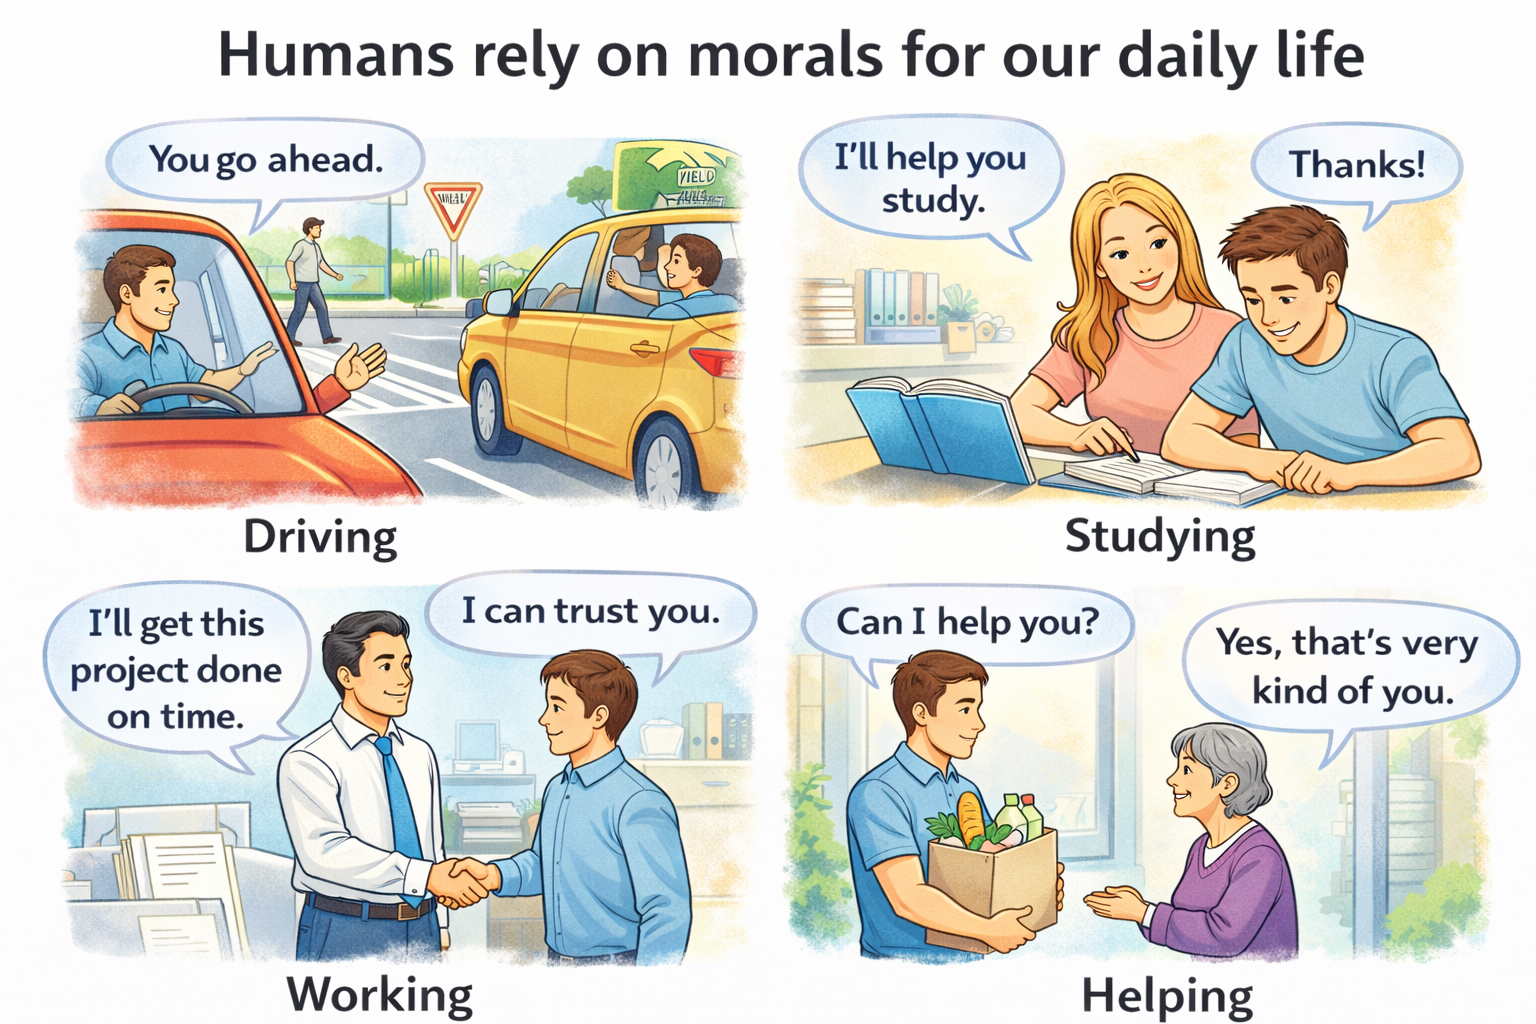 Humans rely on morals for our daily life
You go ahead.
YIELD
I'll help you
study.
Thanks!
Driving
Studying
I'll get this
project done
on time.
I can trust you.
Can I help you?
Yes, that's very
kind of you.
Working
Helping